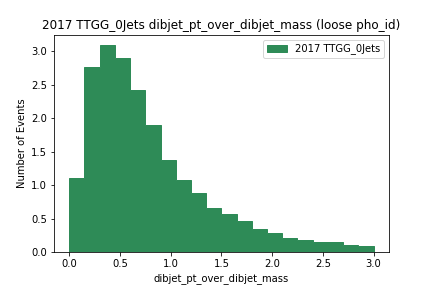 2017 TTGG_0Jets dibjet_pt_over_dibjet_mass (loose pho_id)
2017 TTGG_0Jets
3.0
2.5
2.0
1.5
1.0
0.5
0.0
Number of Events
0.0 0.5 1.0 1.5 2.0 2.5 3.0
dibjet_pt_over_dibjet_mass